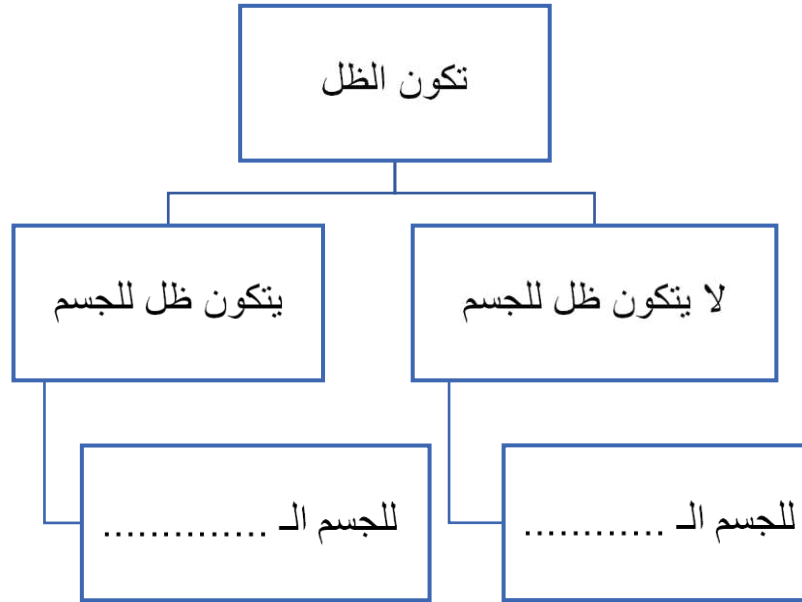 تكون الظل
لا يتكون ظل للجسم
يتكون ظل للجسم
للجسم الـ ............
للجسم الـ ..............